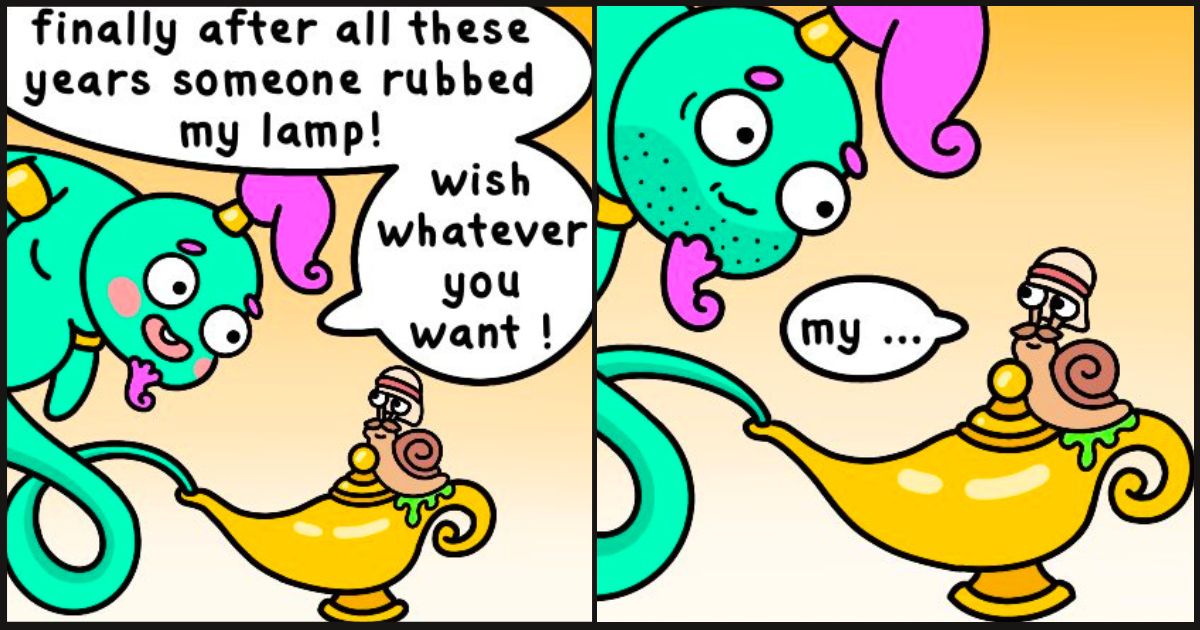 finally after all these
years someone rubbed
my lamp!
wish
whatever
you
want !
my ...